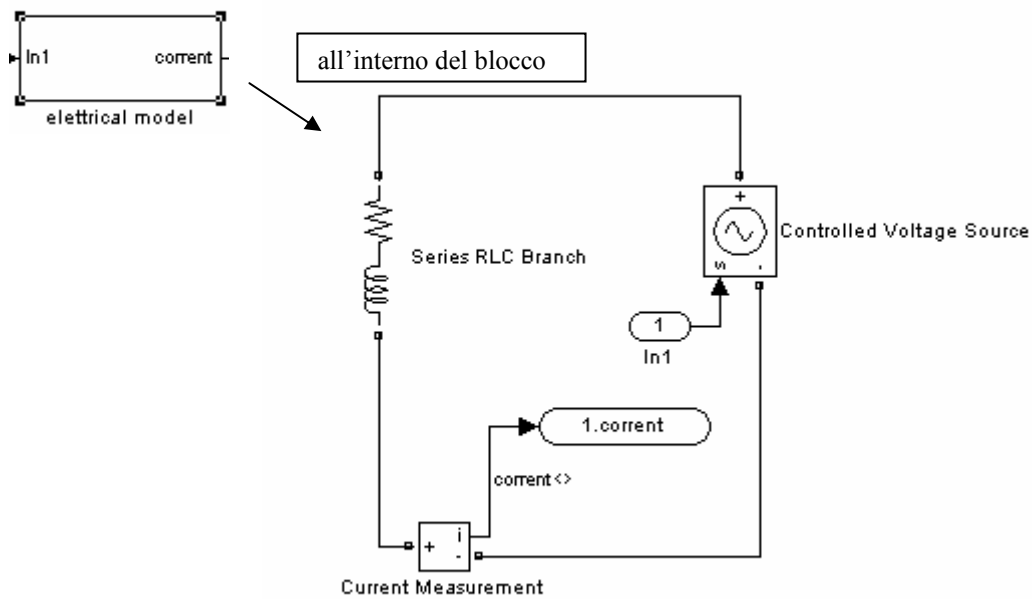 In1
corrent
elettrical model
all’interno del blocco
+
Series RLC Branch
s -
Controlled Voltage Source
1
In1
1.corrent
corrent<>
+ i -
Current Measurement